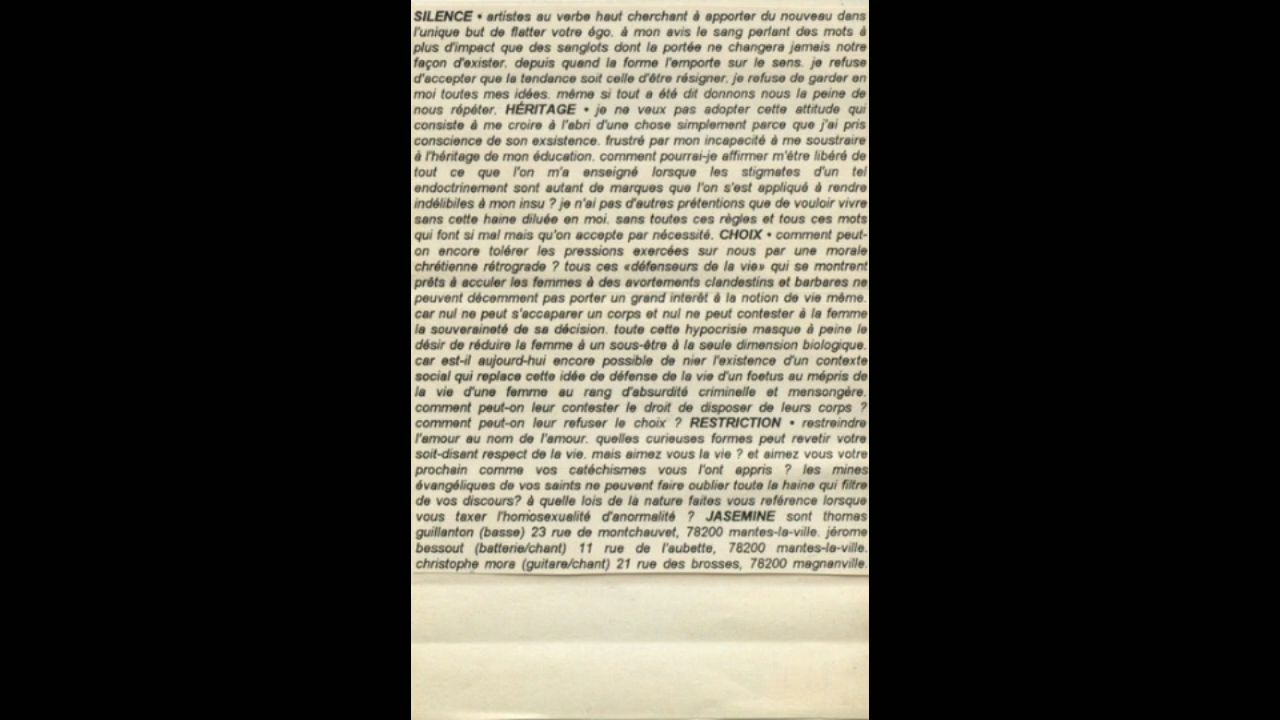 SILENCE • artistes au verbe haut cherchant à apporter du nouveau dans
l'unique but de flatter votre égo. à mon avis le sang perlant des mots à
plus d'impact que des sanglots dont la portée ne changera jamais notre
façon d'exister. depuis quand la forme l'emporte sur le sens. je refuse
d'accepter que la tendance soit celle d'être résigner. je refuse de garder en
moi toutes mes idées. même si tout a été dit donnons nous la peine de
nous répéter. HÉRITAGE • je ne veux pas adopter cette attitude qui
consiste à me croire à l'abri d'une chose simplement parce que j'ai pris
conscience de son exsistence. frustré par mon incapacité à me soustraire
à l'héritage de mon éducation. comment pourrai-je affirmer m'être libéré de
tout ce que l'on m'a enseigné lorsque les stigmates d'un tel
endoctrinement sont autant de marques que l'on s'est appliqué à rendre
indélibiles à mon insu ? je n'ai pas d'autres prétentions que de vouloir vivre
sans cette haine diluée en moi. sans toutes ces règles et tous ces mots
qui font si mal mais qu'on accepte par nécessité. CHOIX • comment peut-
on encore tolérer les pressions exercées sur nous par une morale
chrétienne rétrograde ? tous ces «défenseurs de la vie» qui se montrent
prêts à acculer les femmes à des avortements clandestins et barbares ne
peuvent décemment pas porter un grand interêt à la notion de vie même.
car nul ne peut s'accaparer un corps et nul ne peut contester à la femme
la souveraineté de sa décision. toute cette hypocrisie masque à peine le
désir de réduire la femme à un sous-être à la seule dimension biologique.
car est-il aujourd-hui encore possible de nier l'existence d'un contexte
social qui replace cette idée de défense de la vie d'un foetus au mépris de
la vie d'une femme au rang d'absurdité criminelle et mensongère.
comment peut-on leur contester le droit de disposer de leurs corps ?
comment peut-on leur refuser le choix ? RESTRICTION • restreindre
l'amour au nom de l'amour. quelles curieuses formes peut revetir votre
soit-disant respect de la vie. mais aimez vous la vie ? et aimez vous votre
prochain comme vos catéchismes vous l'ont appris ? les mines
évangéliques de vos saints ne peuvent faire oublier toute la haine qui filtre
de vos discours? à quelle lois de la nature faites vous reférence lorsque
vous taxer l'homosexualité d'anormalité ? JASEMINE sont thomas
guillanton (basse) 23 rue de montchauvet, 78200 mantes-la-ville. jérome
bessout (batterie/chant) 11 rue de l'aubette, 78200 mantes-la-ville.
christophe mora (guitare/chant) 21 rue des brosses, 78200 magnanville.